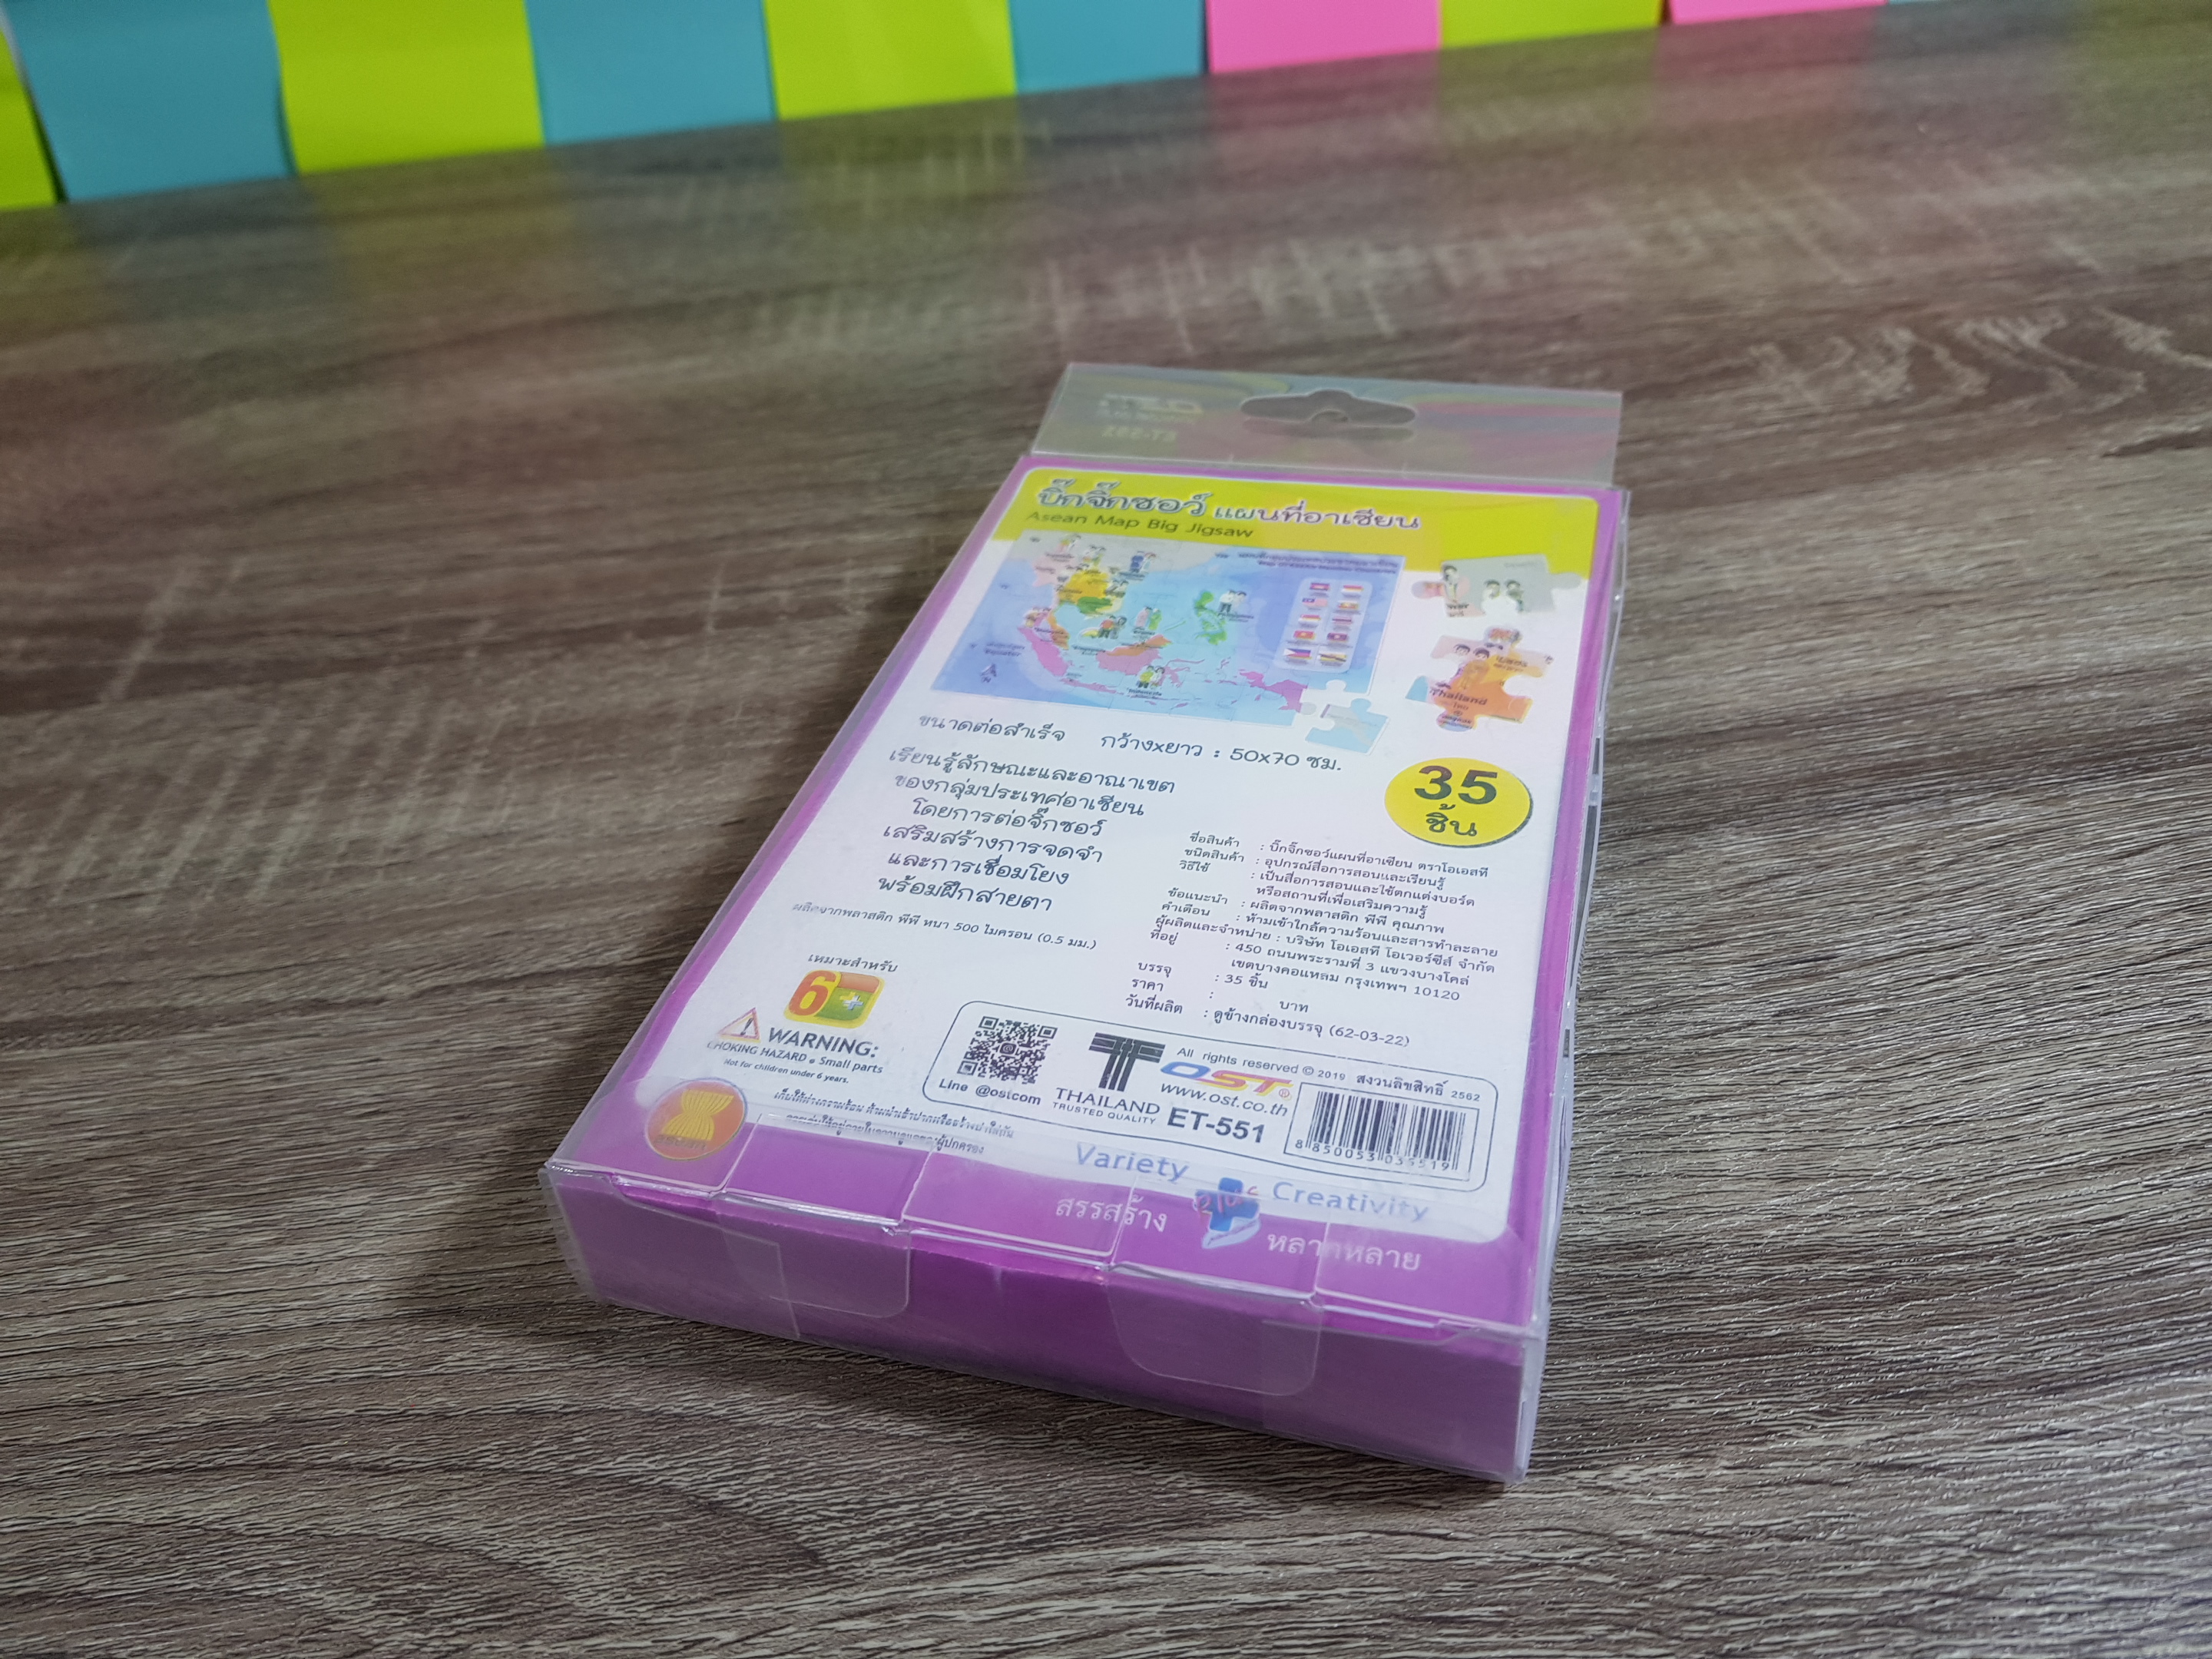 บิ๊กจิ๊กซอว์ แผนที่อาเซียน
Asean Map Big Jigsaw
Thailand
ขนาดต่อสำเร็จ กว้างxยาว : 50x70 ซม.
เรียนรู้ลักษณะและอาณาเขต
ของกลุ่มประเทศอาเซียน
โดยการต่อจิ๊กซอว์
เสริมสร้างการจดจำ
และการเชื่อมโยง
พร้อมฝึกสายตา
ผลิตจากพลาสติก พีพี หนา 500 ไมครอน (0.5 มม.)
35
ชิ้น
ชื่อสินค้า : บิ๊กจิ๊กซอว์แผนที่อาเซียน ตราโอเอสที
ชนิดสินค้า : อุปกรณ์สื่อการสอนและเรียนรู้
วิธีใช้ : เป็นสื่อการสอนและใช้ตกแต่งบอร์ด
หรือสถานที่เพื่อเสริมความรู้
ข้อแนะนำ : ผลิตจากพลาสติก พีพี คุณภาพ
คำเตือน : ห้ามเข้าใกล้ความร้อนและสารทำละลาย
ผู้ผลิตและจำหน่าย : บริษัท โอเอสที โอเวอร์ซีส์ จำกัด
ที่อยู่ : 450 ถนนพระรามที่ 3 แขวงบางโคล่
เขตบางคอแหลม กรุงเทพฯ 10120
บรรจุ : 35 ชิ้น
ราคา : บาท
วันที่ผลิต : ดูข้างกล่องบรรจุ (62-03-22)
เหมาะสำหรับ
6+
WARNING:
CHOKING HAZARD • Small parts
Not for children under 6 years.
Line @ostcom
THAILAND
TRUSTED QUALITY
All rights reserved © 2019 สงวนลิขสิทธิ์ 2562
OST®
www.ost.co.th
ET-551
8 850053 035519
Variety plus Creativity
สรรสร้าง หลากหลาย